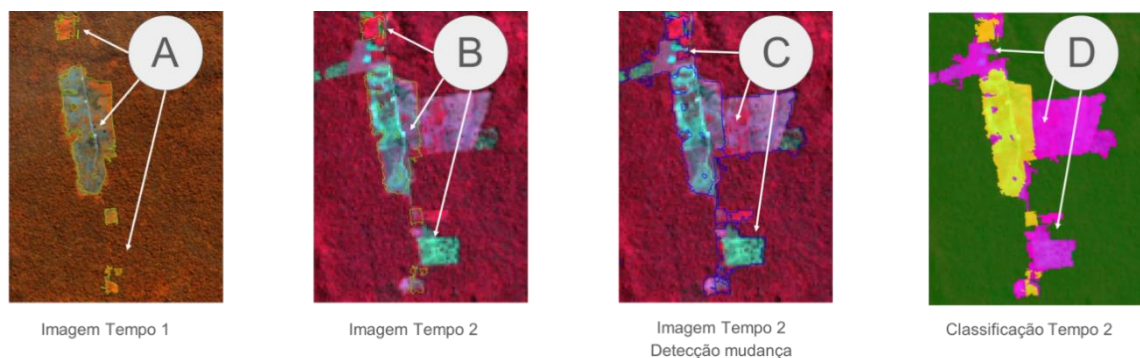 A
B
C
D
Imagem Tempo 1
Imagem Tempo 2
Imagem Tempo 2
Detecção mudança
Classificação Tempo 2